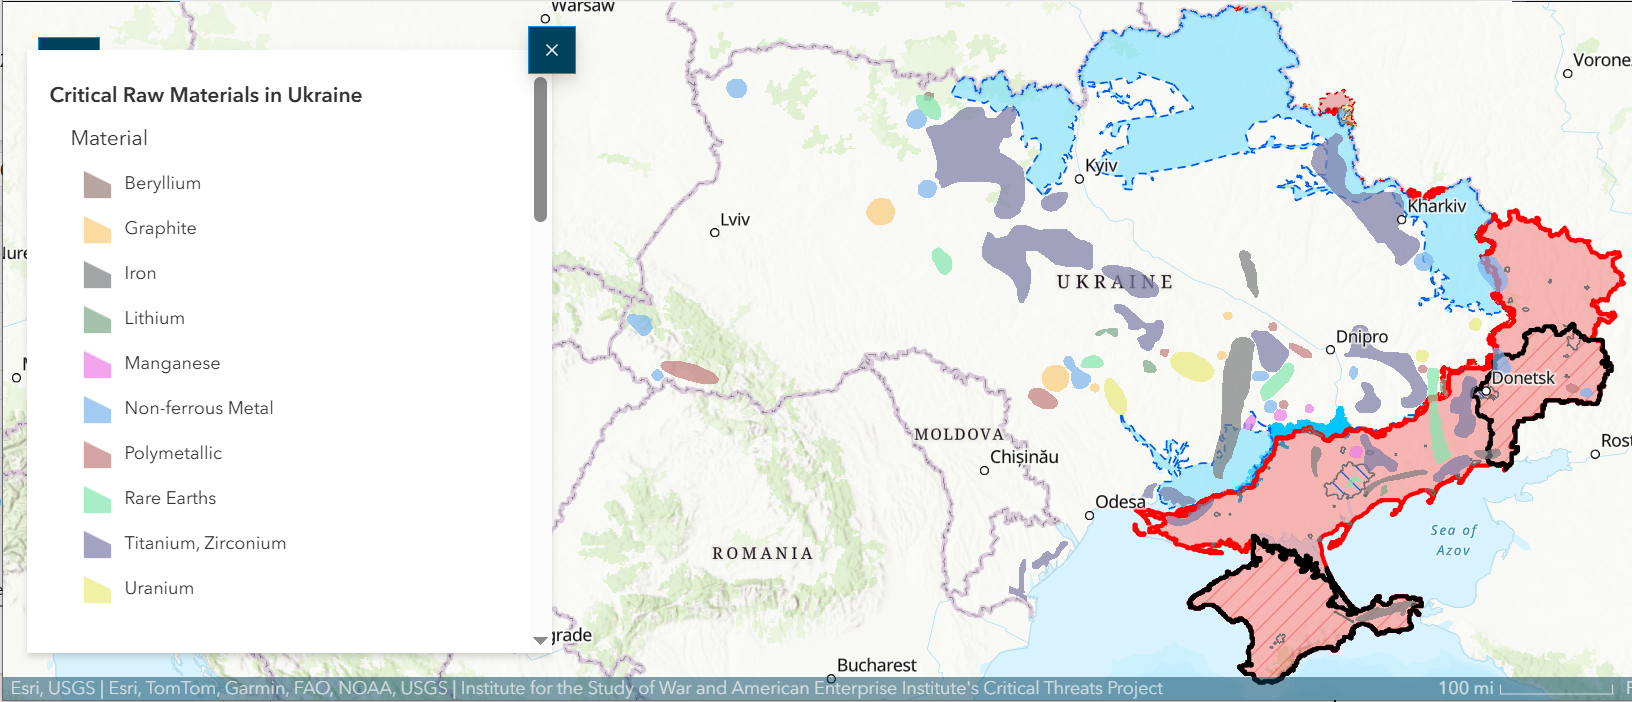 Warsaw
×
Critical Raw Materials in Ukraine
Material
Beryllium
Graphite
Iron
Lithium
Manganese
Non-ferrous Metal
Polymetallic
Rare Earths
Titanium, Zirconium
Uranium
Kyiv
Lviv
Kharkiv
UKRAINE
Dnipro
Donetsk
MOLDOVA
Chișinău
Odesa
ROMANIA
Sea of
Azov
Bucharest
Vorone
Rost
grade
Esri, USGS | Esri, TomTom, Garmin, FAO, NOAA, USGS | Institute for the Study of War and American Enterprise Institute's Critical Threats Project
100 mi